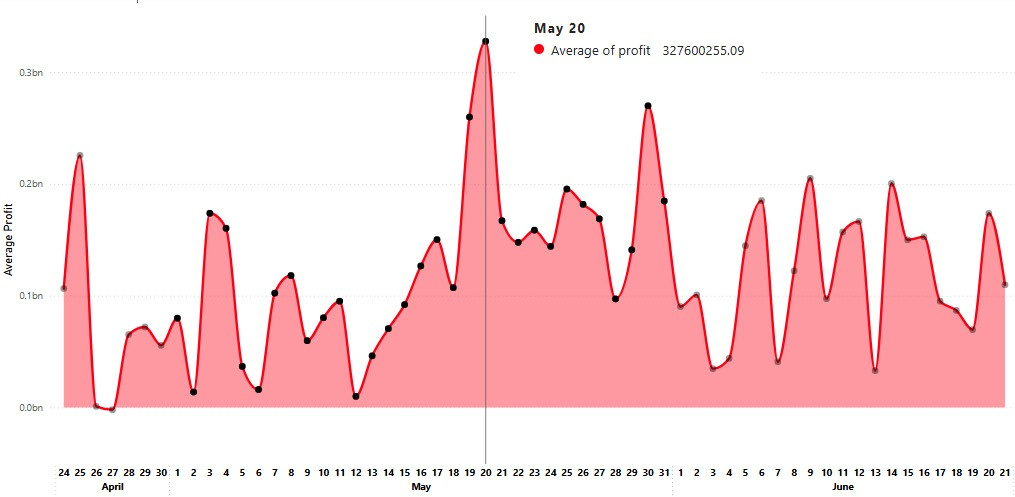 May 20
Average of profit 327600255.09
0.3bn
0.2bn
0.1bn
0.0bn
Average Profit
24 25 26 27 28 29 30 1 2 3 4 5 6 7 8 9 10 11 12 13 14 15 16 17 18 19 20 21 22 23 24 25 26 27 28 29 30 31 1 2 3 4 5 6 7 8 9 10 11 12 13 14 15 16 17 18 19 20 21
April May June